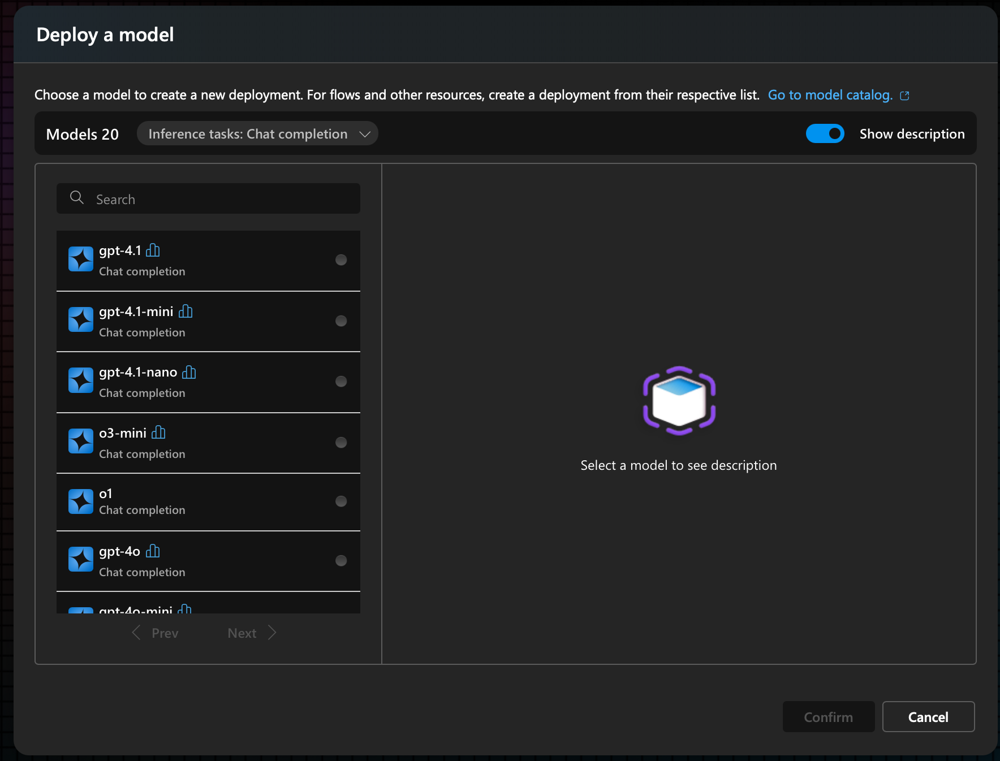 Deploy a model
Choose a model to create a new deployment. For flows and other resources, create a deployment from their respective list. Go to model catalog.
Models 20
Inference tasks: Chat completion
Show description
Search
gpt-4.1
Chat completion
gpt-4.1-mini
Chat completion
gpt-4.1-nano
Chat completion
o3-mini
Chat completion
o1
Chat completion
gpt-4o
Chat completion
gpt-4o-mini
Prev
Next
Select a model to see description
Confirm
Cancel